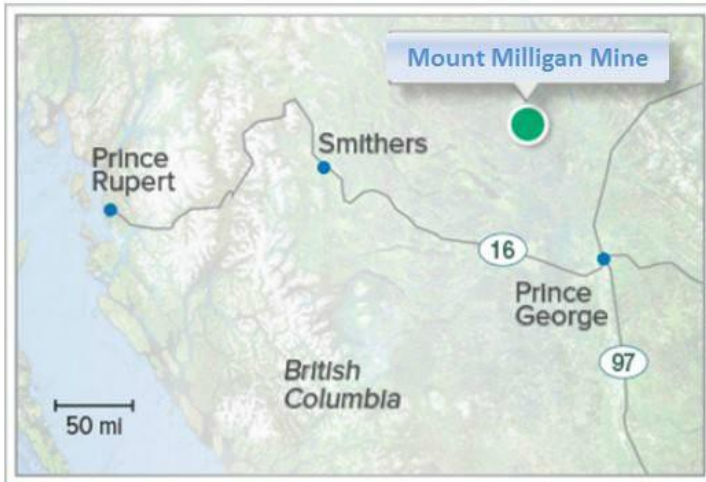 Mount Milligan Mine
Smithers
Prince
Rupert
16
Prince
George
97
British
Columbia
50 mi